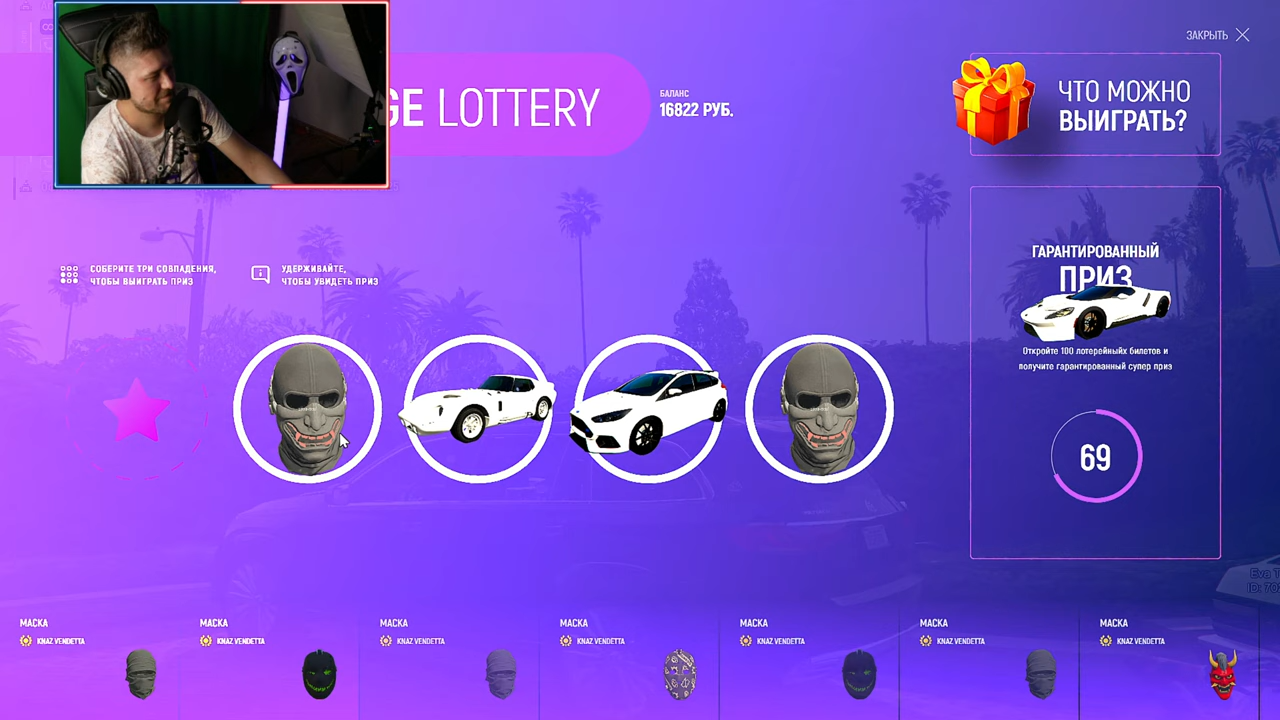 ЗАКРЫТЬ
GE LOTTERY
БАЛАНС
16822 РУБ.
ЧТО МОЖНО
ВЫИГРАТЬ?
СОБЕРИТЕ ТРИ СОВПАДЕНИЯ,
ЧТОБЫ ВЫИГРАТЬ ПРИЗ
УДЕРЖИВАЙТЕ,
ЧТОБЫ УВИДЕТЬ ПРИЗ
ГАРАНТИРОВАННЫЙ
ПРИЗ
Откройте 100 лотерейныйх билетов и
получите гарантированный супер приз
69
МАСКА
KNAZ VENDETTA
МАСКА
KNAZ VENDETTA
МАСКА
KNAZ VENDETTA
МАСКА
KNAZ VENDETTA
МАСКА
KNAZ VENDETTA
МАСКА
KNAZ VENDETTA
МАСКА
KNAZ VENDETTA